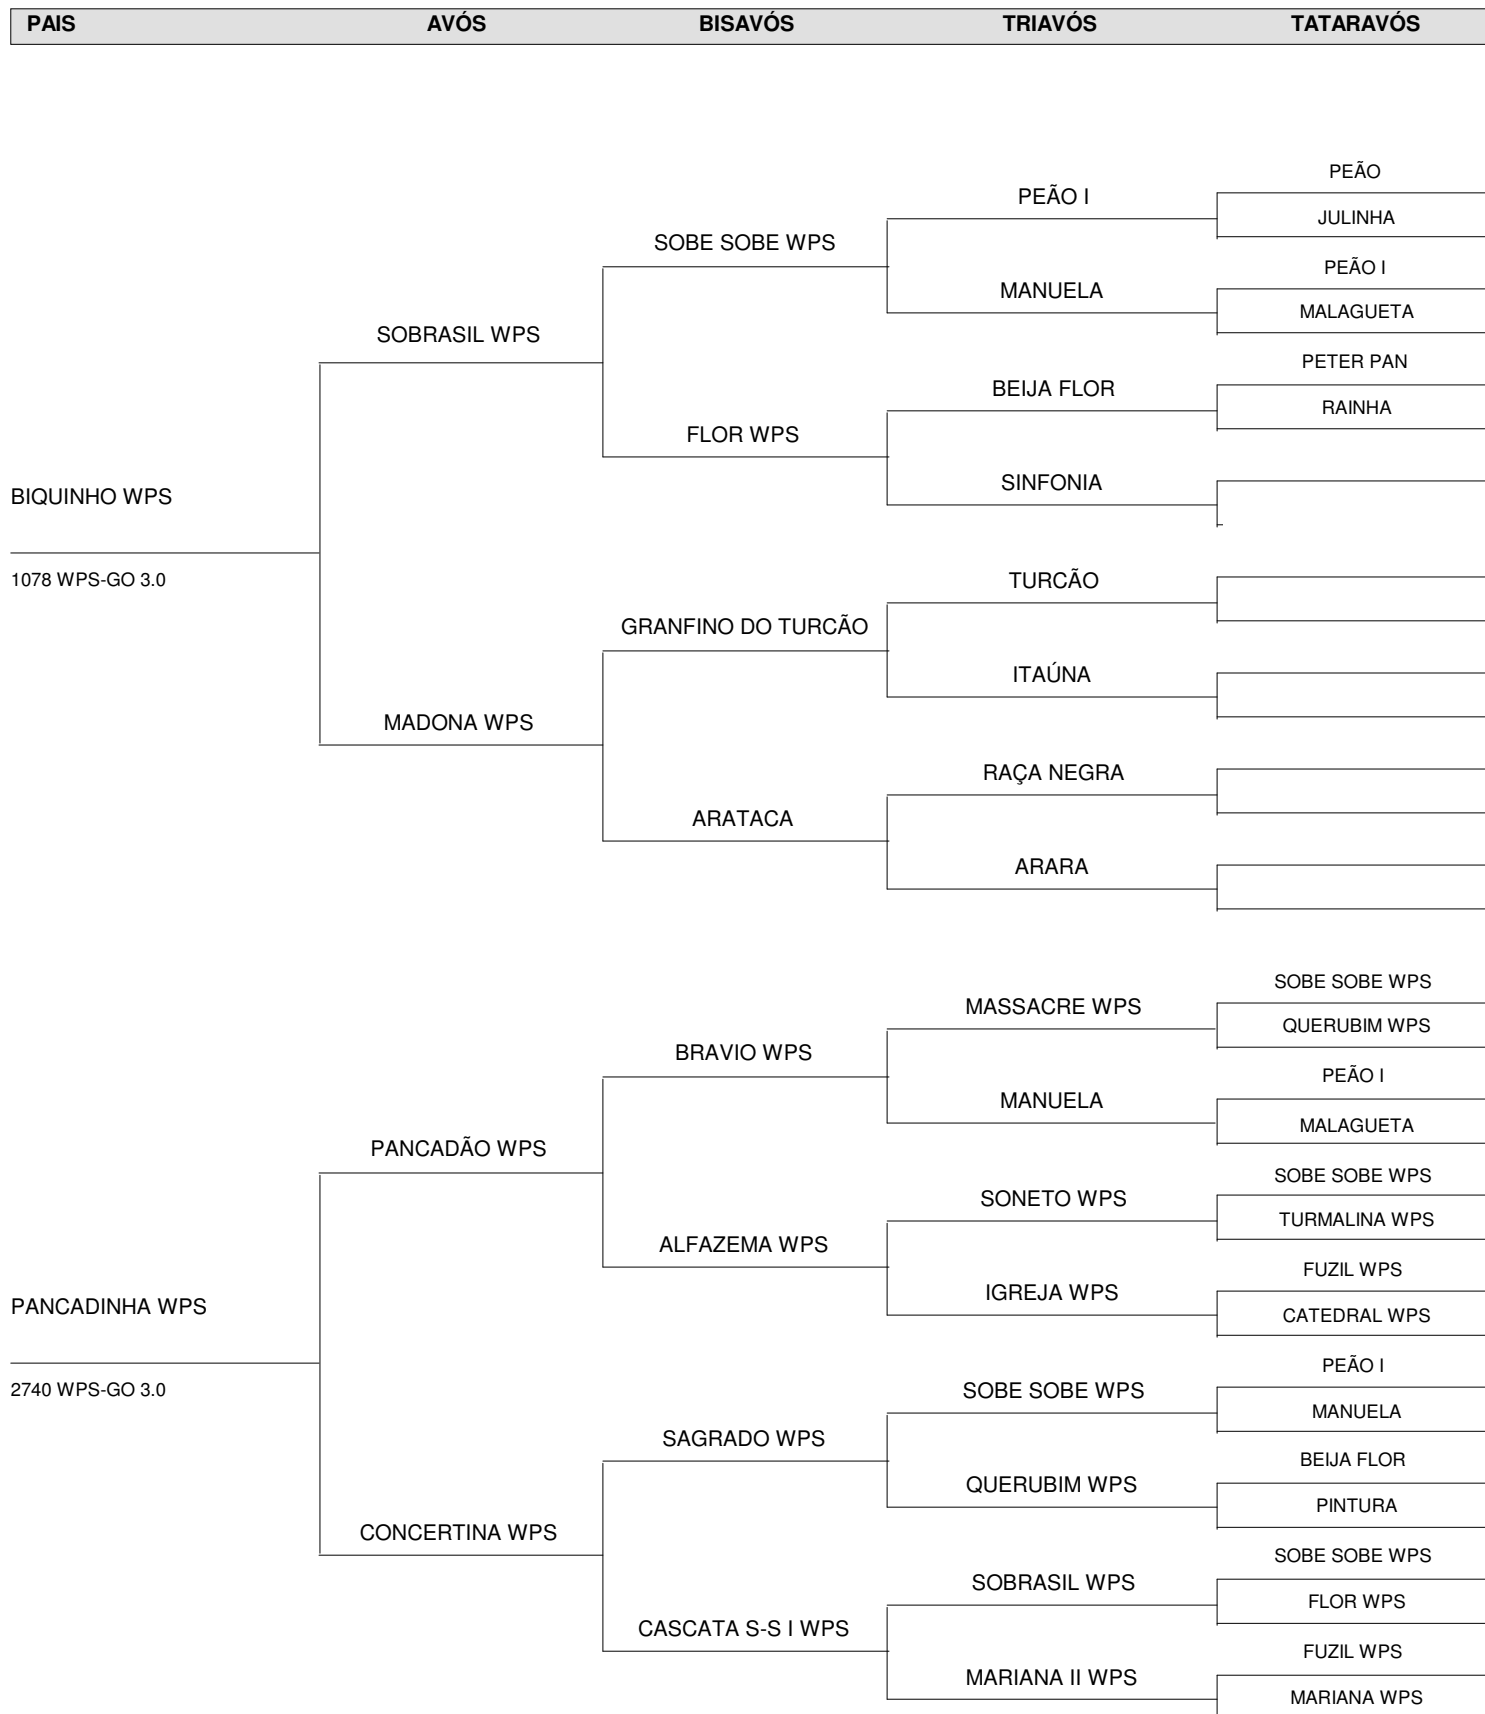 PAIS AVÓS BISAVÓS TRIAVÓS TATARAVÓS
PEÃO
PEÃO I
JULINHA
SOBE SOBE WPS
PEÃO I
MANUELA
MALAGUETA
SOBRASIL WPS
PETER PAN
BEIJA FLOR
RAINHA
FLOR WPS
SINFONIA
BIQUINHO WPS
1078 WPS-GO 3.0
TURCÃO
GRANFINO DO TURCÃO
ITAÚNA
MADONA WPS
RAÇA NEGRA
ARATACA
ARARA
SOBE SOBE WPS
MASSACRE WPS
QUERUBIM WPS
BRAVIO WPS
PEÃO I
MANUELA
MALAGUETA
PANCADÃO WPS
SOBE SOBE WPS
SONETO WPS
TURMALINA WPS
ALFAZEMA WPS
FUZIL WPS
IGREJA WPS
PANCADINHA WPS
CATEDRAL WPS
PEÃO I
2740 WPS-GO 3.0
SOBE SOBE WPS
MANUELA
SAGRADO WPS
BEIJA FLOR
QUERUBIM WPS
PINTURA
CONCERTINA WPS
SOBE SOBE WPS
SOBRASIL WPS
FLOR WPS
CASCATA S-S I WPS
FUZIL WPS
MARIANA II WPS
MARIANA WPS